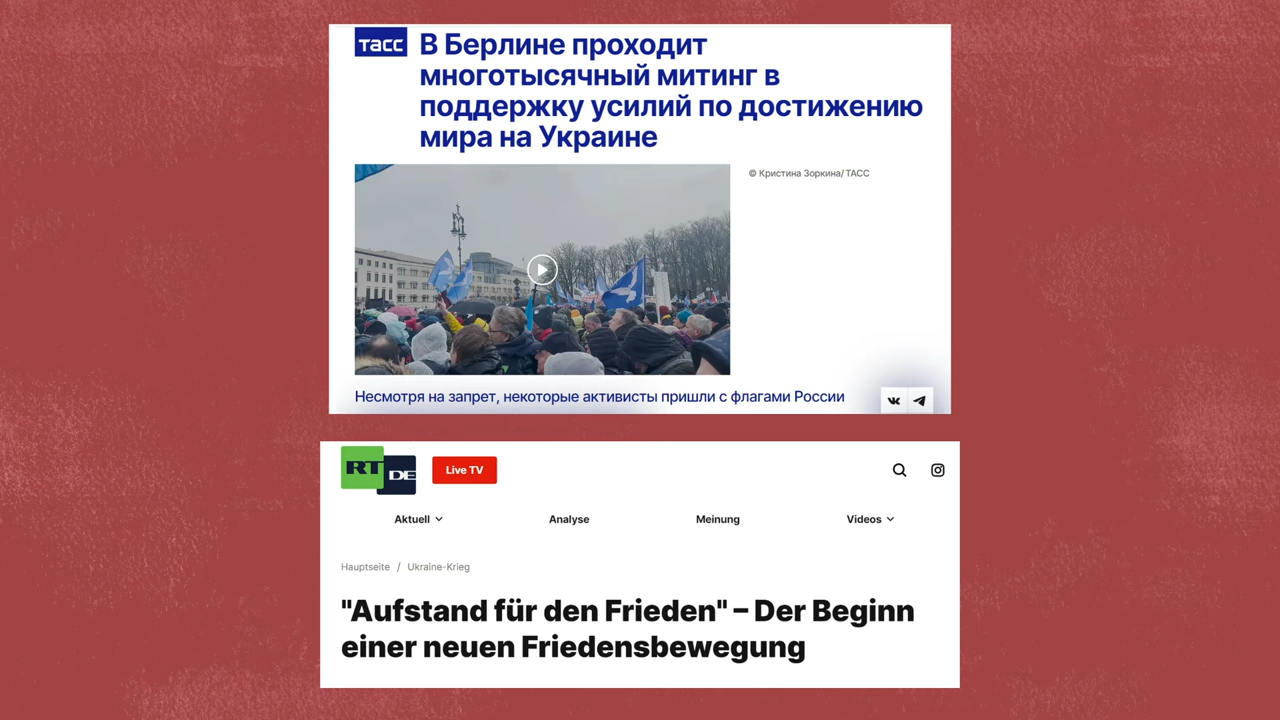 тасс
В Берлине проходит
многотысячный митинг в
поддержку усилий по достижению
мира на Украине
© Кристина Зоркина/ТАСС
Несмотря на запрет, некоторые активисты пришли с флагами России
RT DE
Live TV
Aktuell
Analyse
Meinung
Videos
Hauptseite / Ukraine-Krieg
"Aufstand für den Frieden" – Der Beginn
einer neuen Friedensbewegung